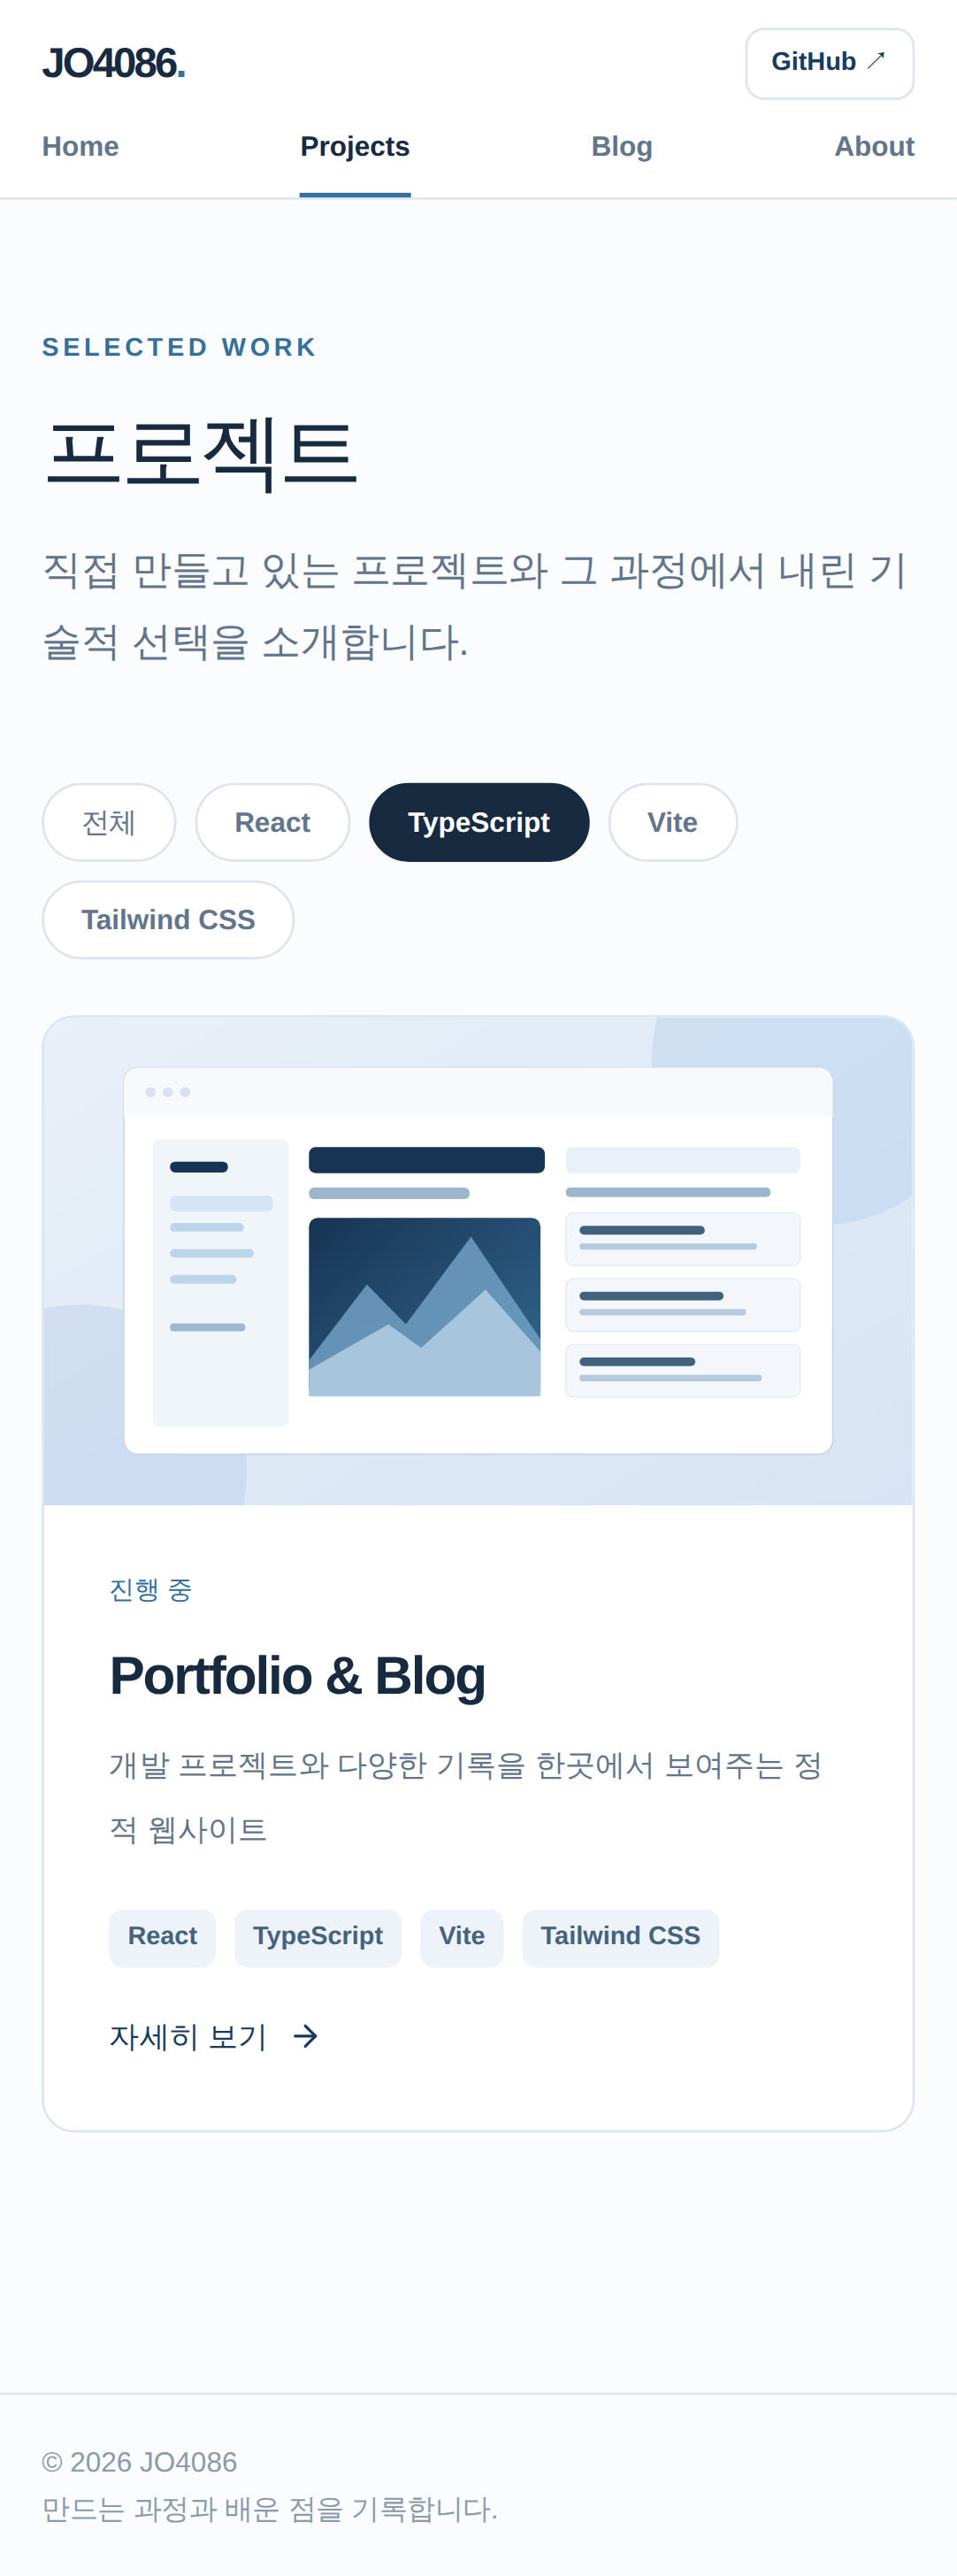 JO4086.
GitHub ↗
Home Projects Blog About
SELECTED WORK
프로젝트
직접 만들고 있는 프로젝트와 그 과정에서 내린 기
술적 선택을 소개합니다.
전체 React TypeScript Vite
Tailwind CSS
진행 중
Portfolio & Blog
개발 프로젝트와 다양한 기록을 한곳에서 보여주는 정
적 웹사이트
React TypeScript Vite Tailwind CSS
자세히 보기 →
© 2026 JO4086
만드는 과정과 배운 점을 기록합니다.